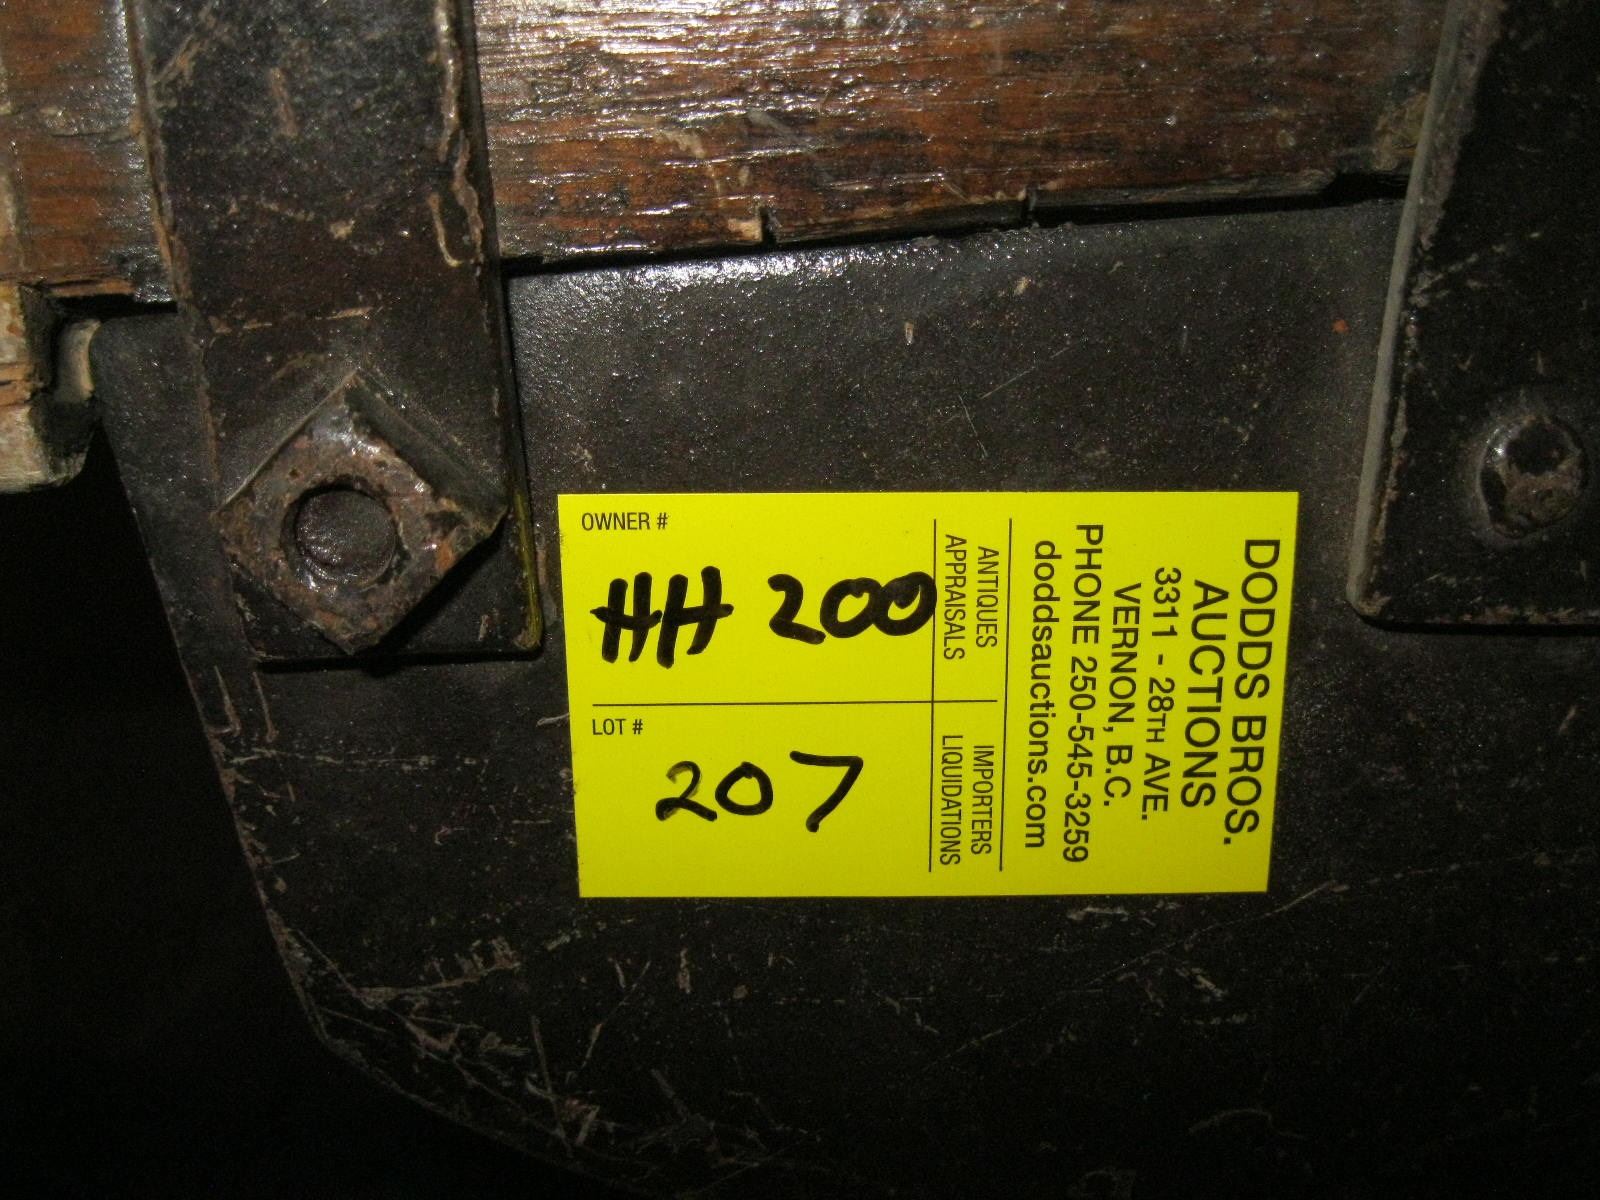 DODDS BROS.
AUCTIONS
3311 - 28TH AVE.
VERNON, B.C.
PHONE 250-545-3259
doddsauctions.com
ANTIQUES
APPRAISALS
IMPORTERS
LIQUIDATIONS
OWNER #
HH 200
LOT #
207